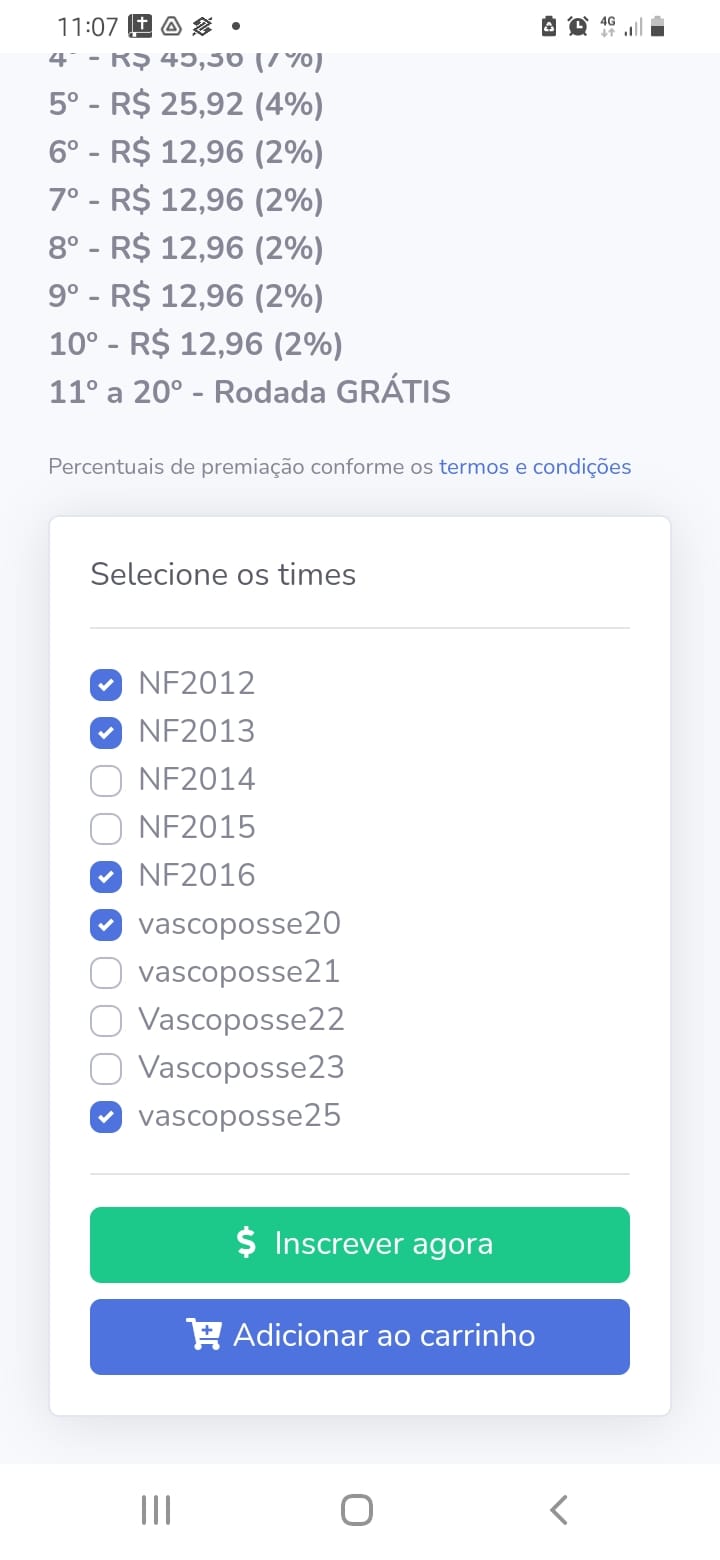 11:07
4G
4º - R$ 45,36 (7%)
5º - R$ 25,92 (4%)
6º - R$ 12,96 (2%)
7º - R$ 12,96 (2%)
8º - R$ 12,96 (2%)
9º - R$ 12,96 (2%)
10º - R$ 12,96 (2%)
11º a 20º - Rodada GRÁTIS
Percentuais de premiação conforme os termos e condições
Selecione os times
NF2012
NF2013
NF2014
NF2015
NF2016
vascoposse20
vascoposse21
Vascoposse22
Vascoposse23
vascoposse25
$ Inscrever agora
Adicionar ao carrinho